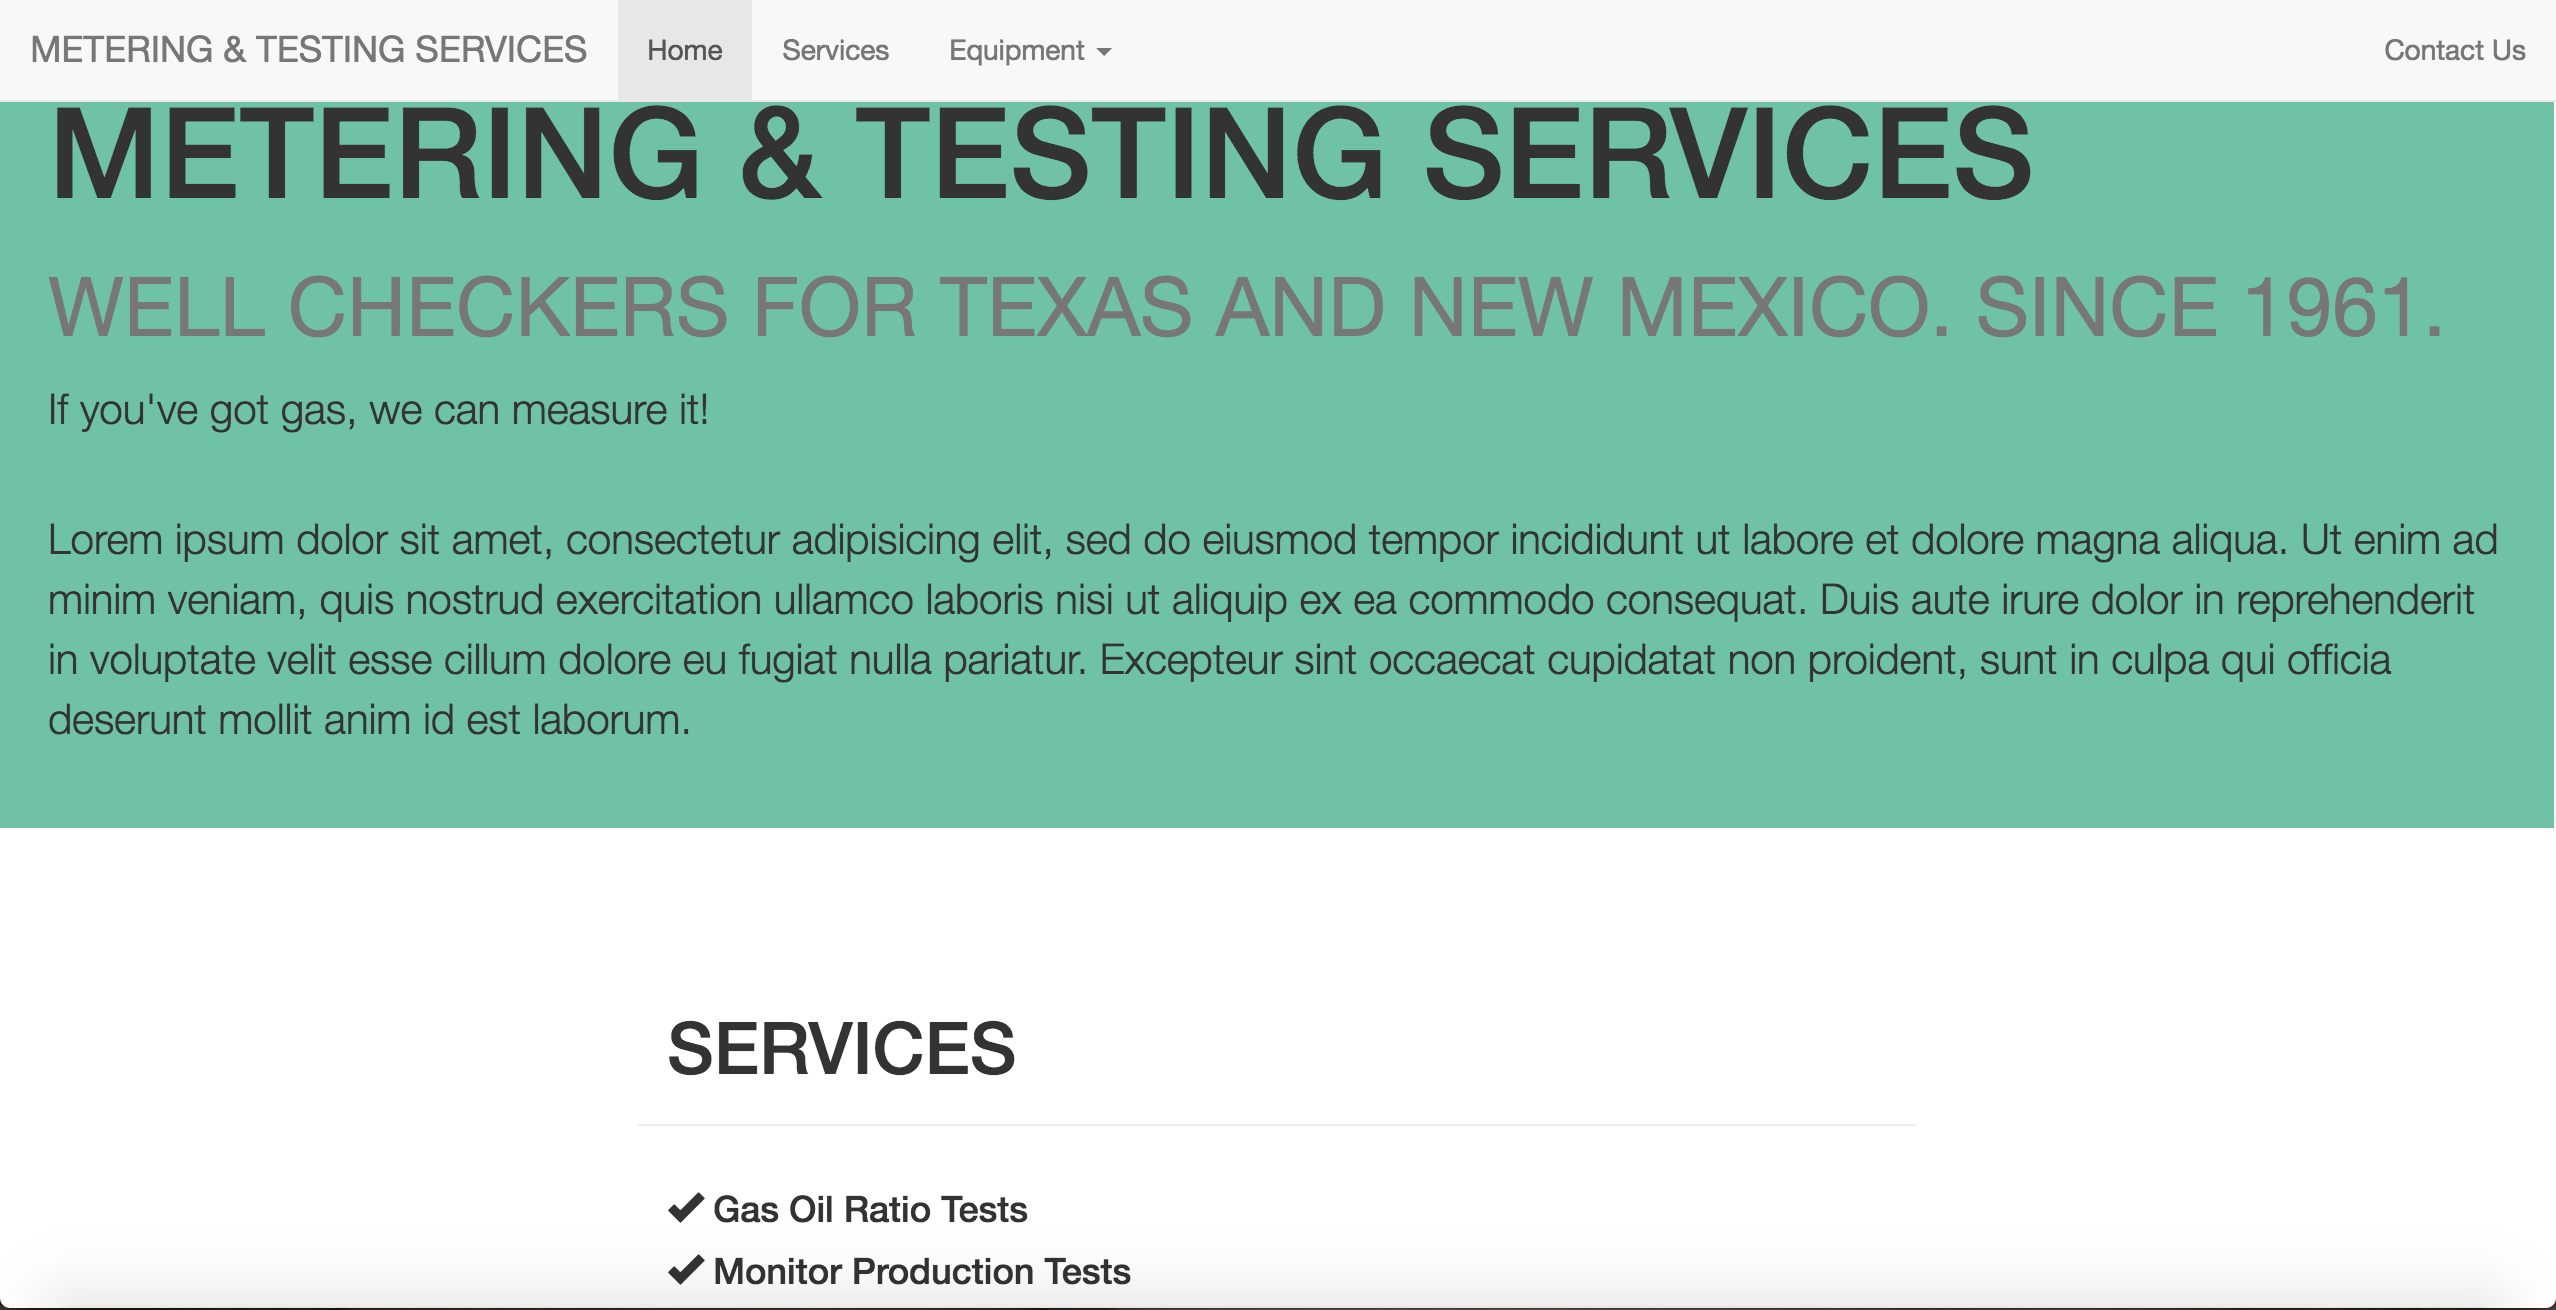 METERING & TESTING SERVICES Home Services Equipment Contact Us
METERING & TESTING SERVICES
WELL CHECKERS FOR TEXAS AND NEW MEXICO. SINCE 1961.
If you've got gas, we can measure it!
Lorem ipsum dolor sit amet, consectetur adipisicing elit, sed do eiusmod tempor incididunt ut labore et dolore magna aliqua. Ut enim ad
minim veniam, quis nostrud exercitation ullamco laboris nisi ut aliquip ex ea commodo consequat. Duis aute irure dolor in reprehenderit
in voluptate velit esse cillum dolore eu fugiat nulla pariatur. Excepteur sint occaecat cupidatat non proident, sunt in culpa qui officia
deserunt mollit anim id est laborum.
SERVICES
Gas Oil Ratio Tests
Monitor Production Tests